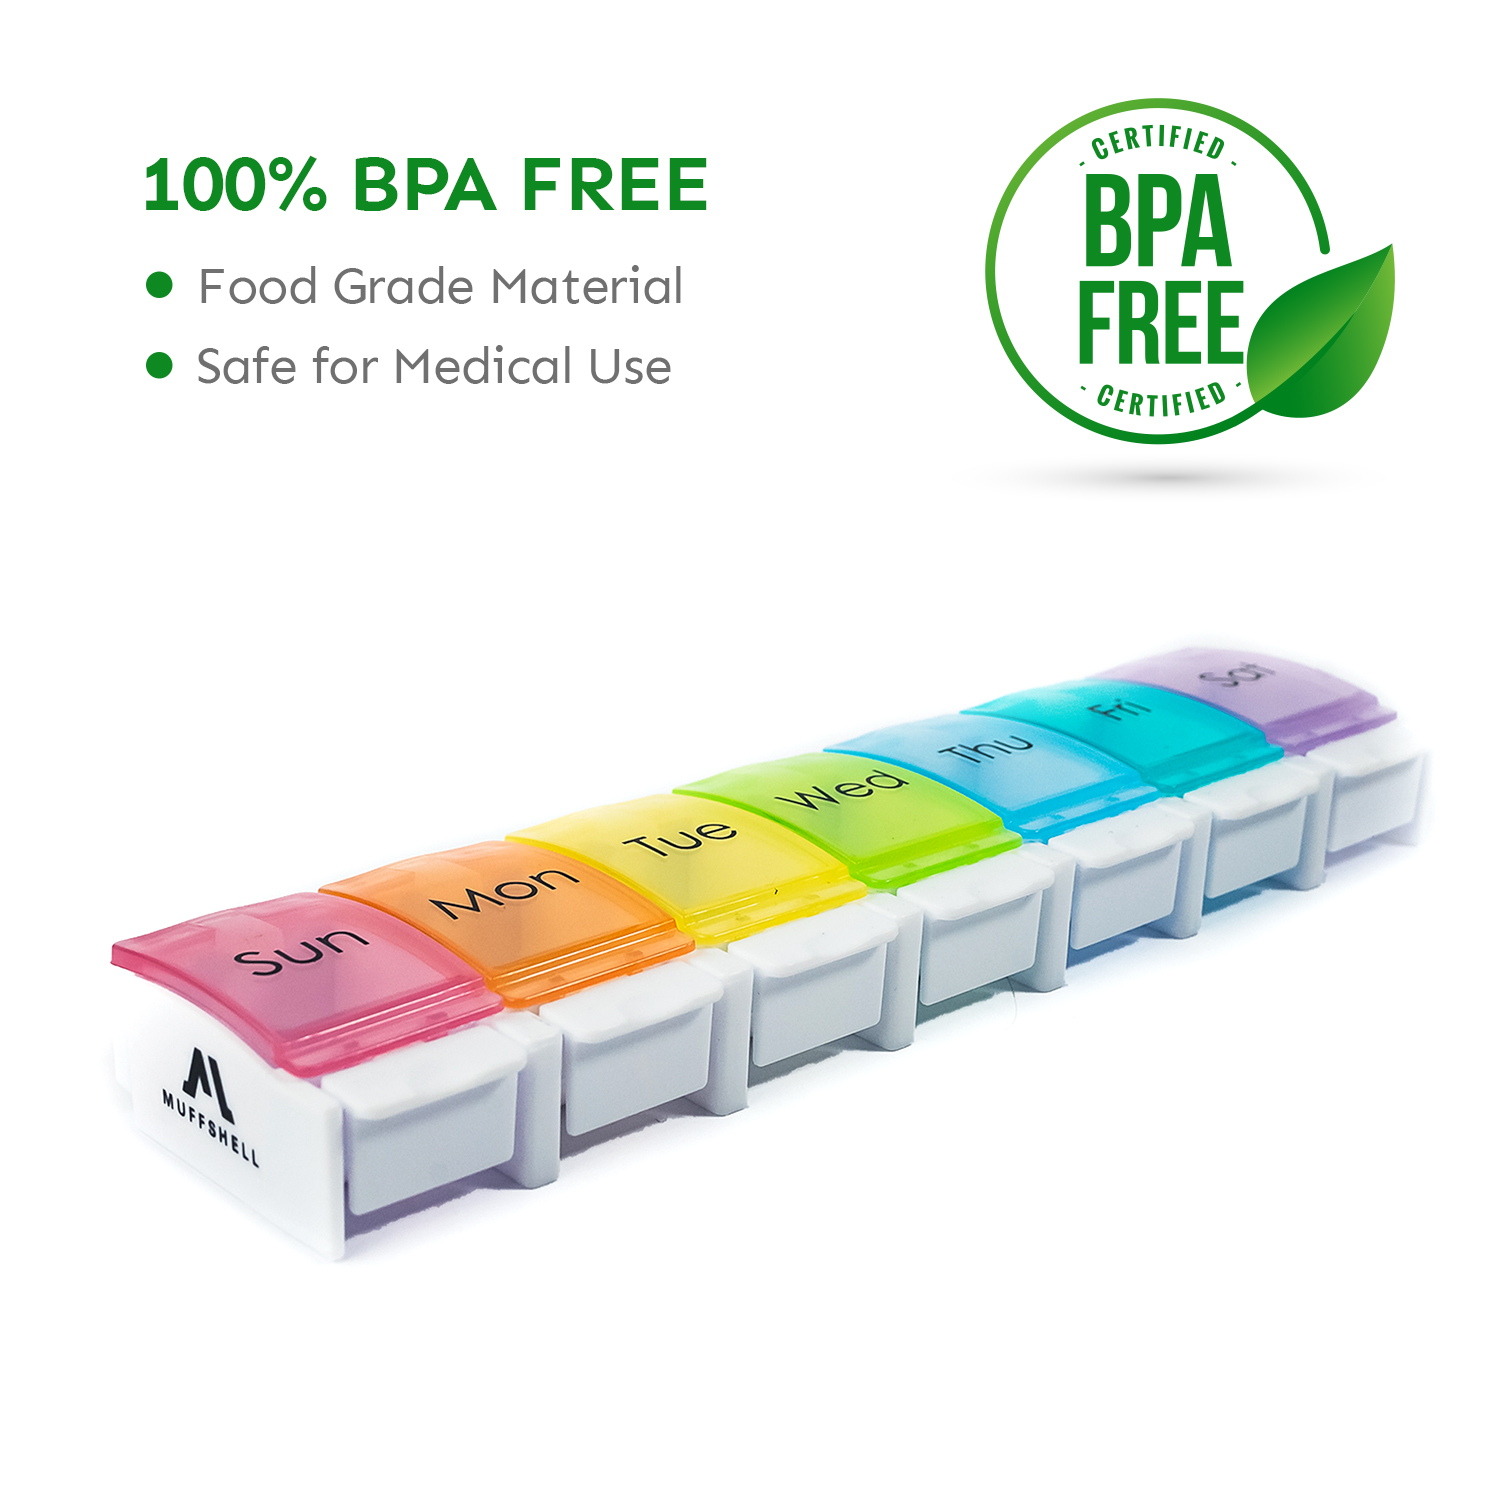 100% BPA FREE
Food Grade Material
Safe for Medical Use
- CERTIFIED -
BPA
FREE
- CERTIFIED -
Sun
Mon
Tue
Wed
Thu
Fri
Sat
MUFFSHELL